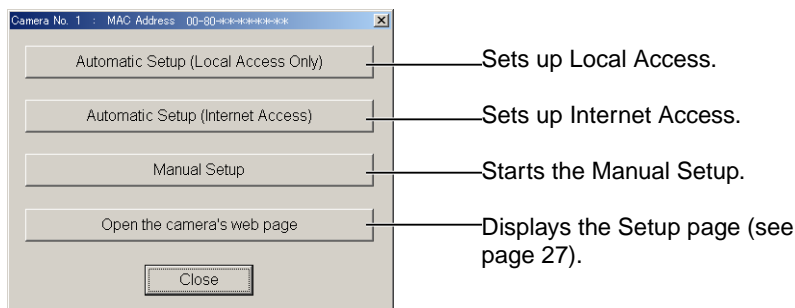 Camera No. 1 : MAC Address 00-80-**-**-**-**
Automatic Setup (Local Access Only)
Sets up Local Access.
Automatic Setup (Internet Access)
Sets up Internet Access.
Manual Setup
Starts the Manual Setup.
Open the camera's web page
Displays the Setup page (see
page 27).
Close